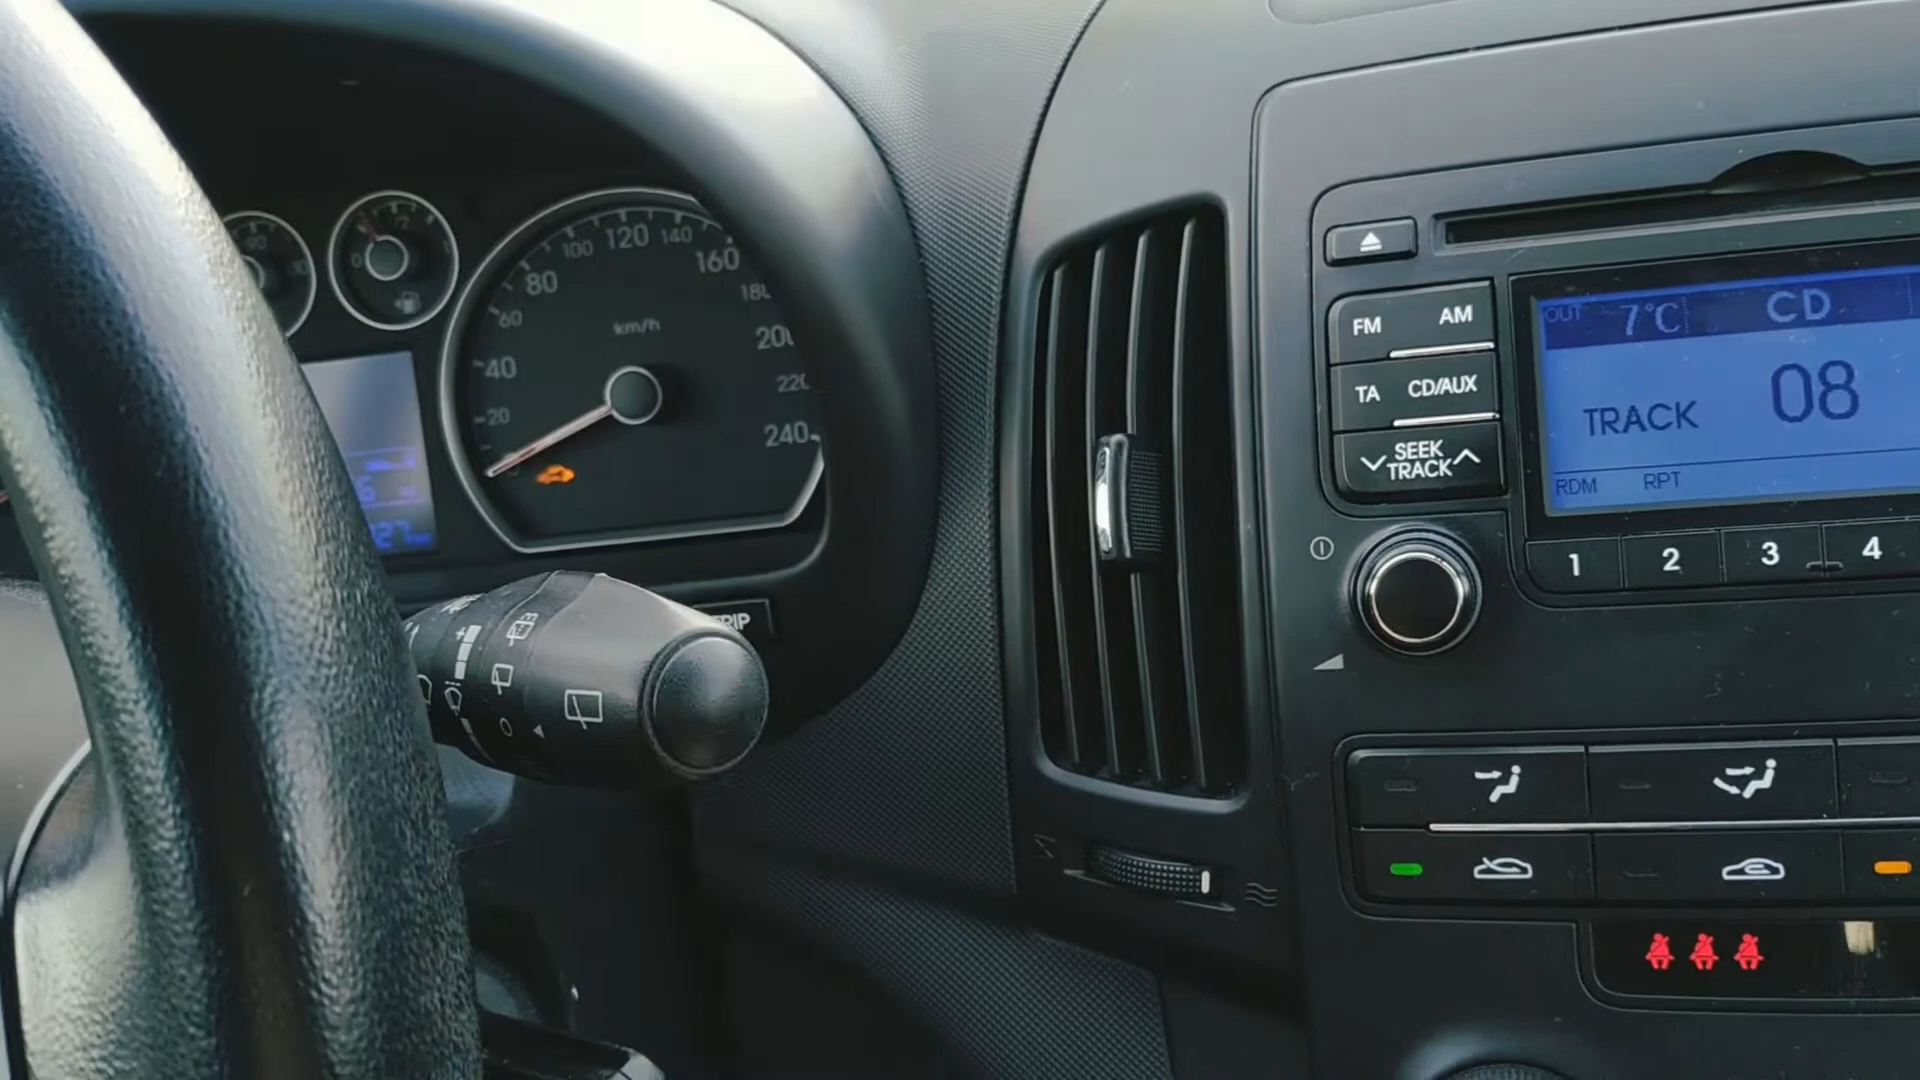 20
40
60
80
100
120
140
160
200
220
240
km/h
TRIP
FM AM
TA CD/AUX
SEEK
TRACK
OUT 7°C CD
TRACK 08
RDM RPT
1 2 3 4